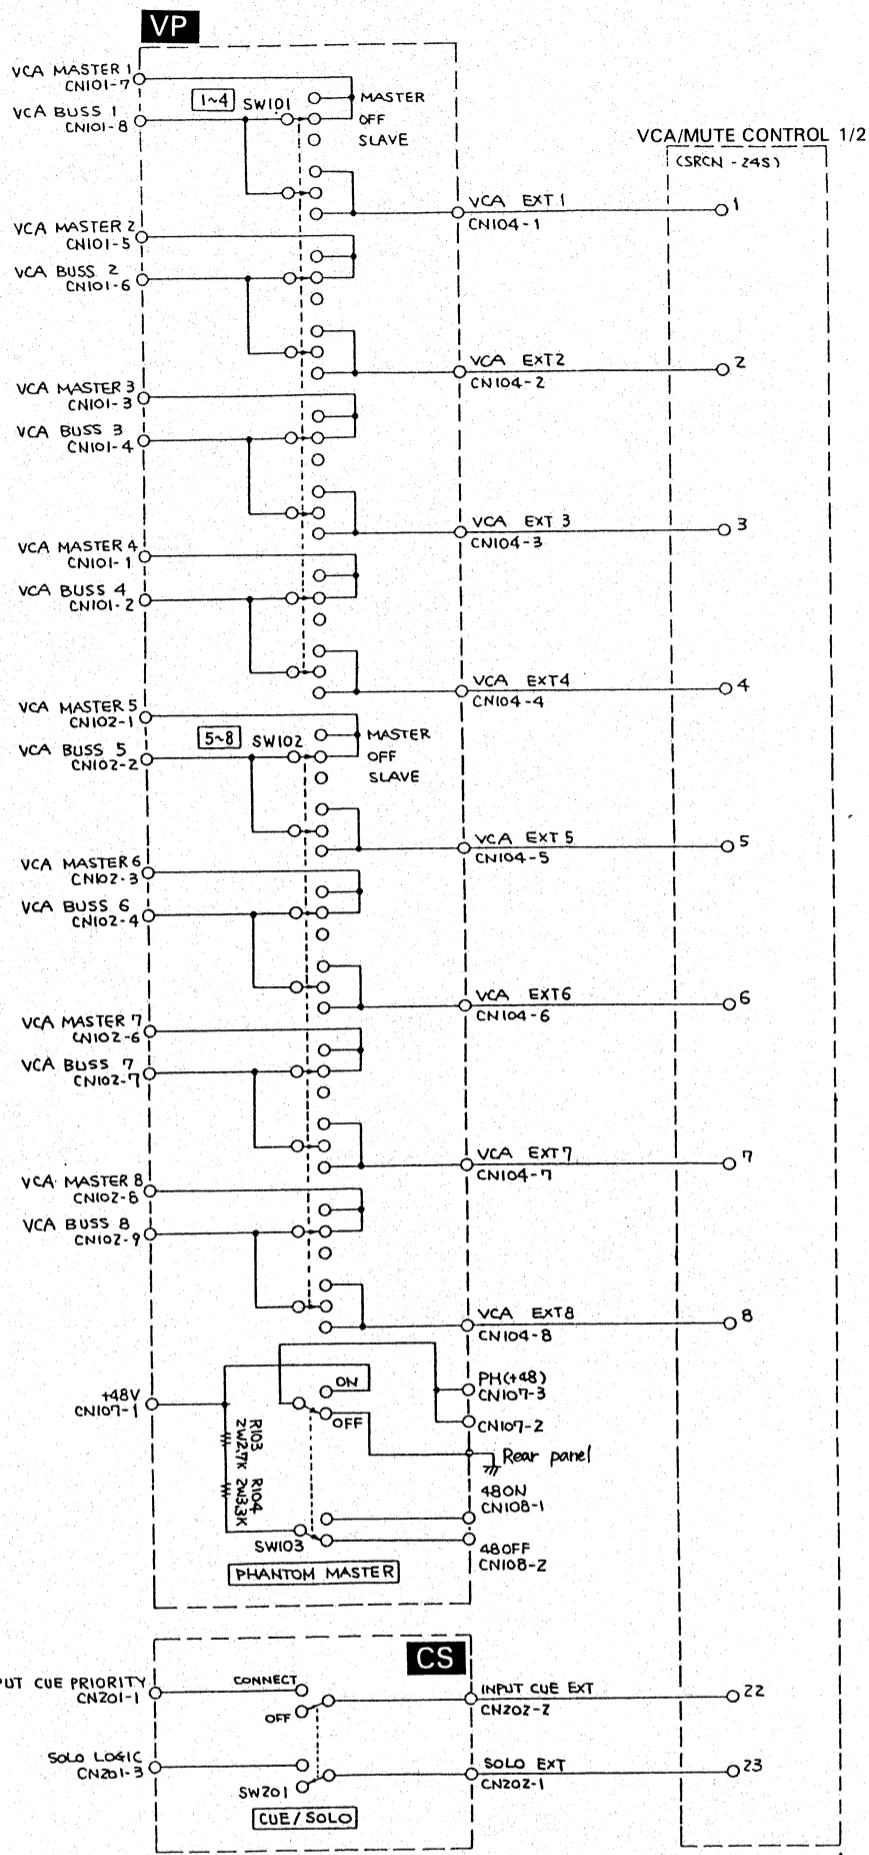 VP
VCA MASTER 1
CN101-7
VCA BUSS 1
CN101-8
1~4 SW101
MASTER
OFF
SLAVE
VCA/MUTE CONTROL 1/2
(SRCN-24S)
VCA EXT 1
CN104-1
1
VCA MASTER 2
CN101-5
VCA BUSS 2
CN101-6
VCA EXT2
CN104-2
2
VCA MASTER 3
CN101-3
VCA BUSS 3
CN101-4
VCA EXT 3
CN104-3
3
VCA MASTER 4
CN101-1
VCA BUSS 4
CN101-2
VCA EXT4
CN104-4
4
VCA MASTER 5
CN102-1
VCA BUSS 5
CN102-2
5~8 SW102
MASTER
OFF
SLAVE
VCA EXT 5
CN104-5
5
VCA MASTER 6
CN102-3
VCA BUSS 6
CN102-4
VCA EXT6
CN104-6
6
VCA MASTER 7
CN102-6
VCA BUSS 7
CN102-7
VCA EXT7
CN104-7
7
VCA MASTER 8
CN102-8
VCA BUSS 8
CN102-9
VCA EXT8
CN104-8
8
+48V
CN107-1
ON
OFF
PH(+48)
CN107-3
CN107-2
Rear panel
R103
2W2.7K
R104
2W3.3K
48ON
CN108-1
SW103
48OFF
CN108-2
PHANTOM MASTER
CS
PUT CUE PRIORITY
CN201-1
CONNECT
OFF
INPUT CUE EXT
CN202-2
22
SOLO LOGIC
CN201-3
SW201
SOLO EXT
CN202-1
23
CUE/SOLO